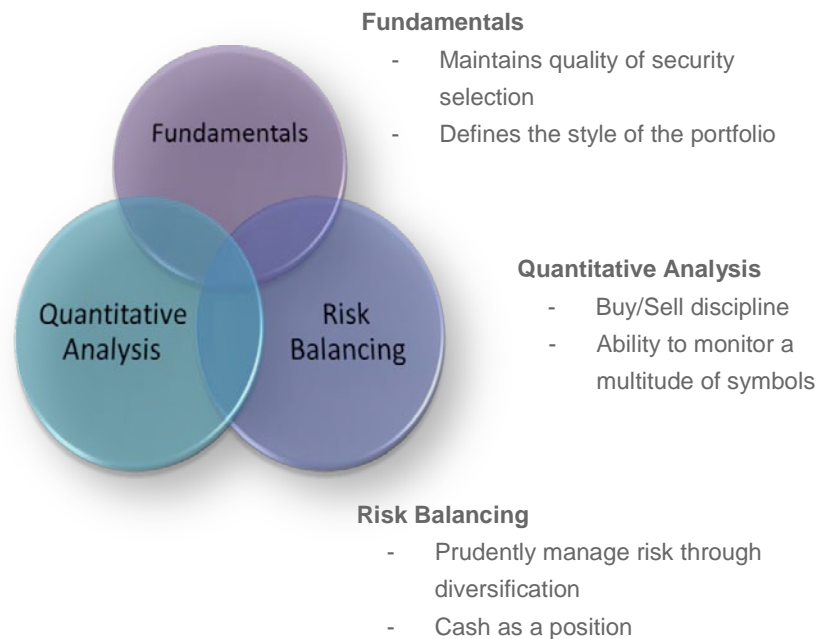 Fundamentals
- Maintains quality of security
selection
- Defines the style of the portfolio
Fundamentals
Quantitative
Analysis
Risk
Balancing
Quantitative Analysis
- Buy/Sell discipline
- Ability to monitor a
multitude of symbols
Risk Balancing
- Prudently manage risk through
diversification
- Cash as a position